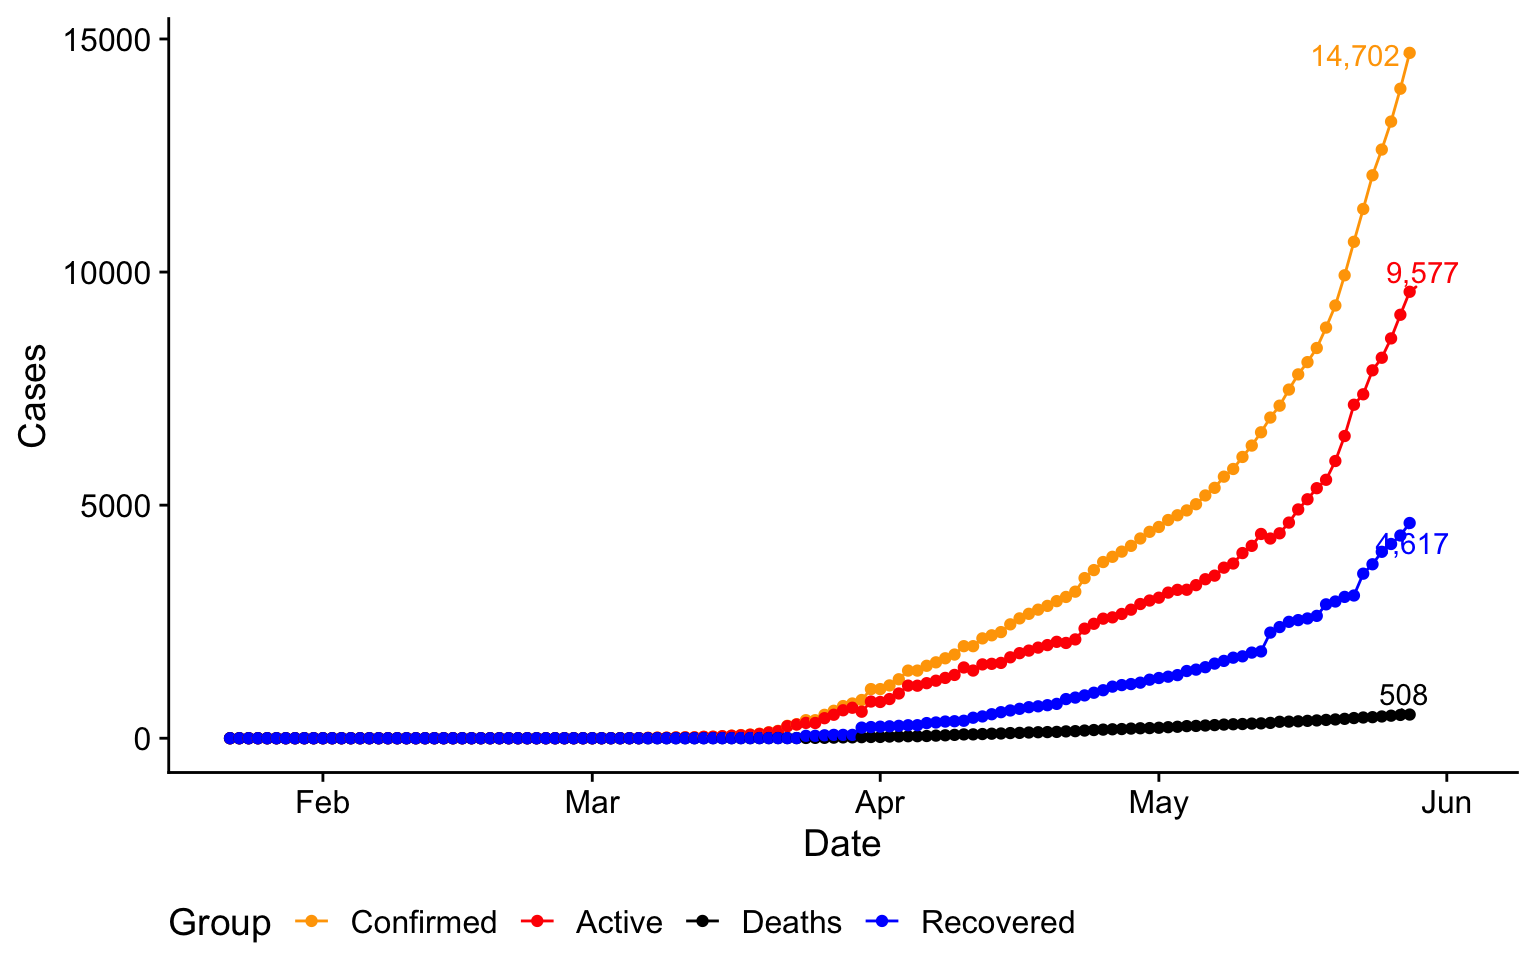 15000
14,702
10000
9,577
Cases
5000
4,617
508
0
Feb Mar Apr May Jun
Date
Group Confirmed Active Deaths Recovered